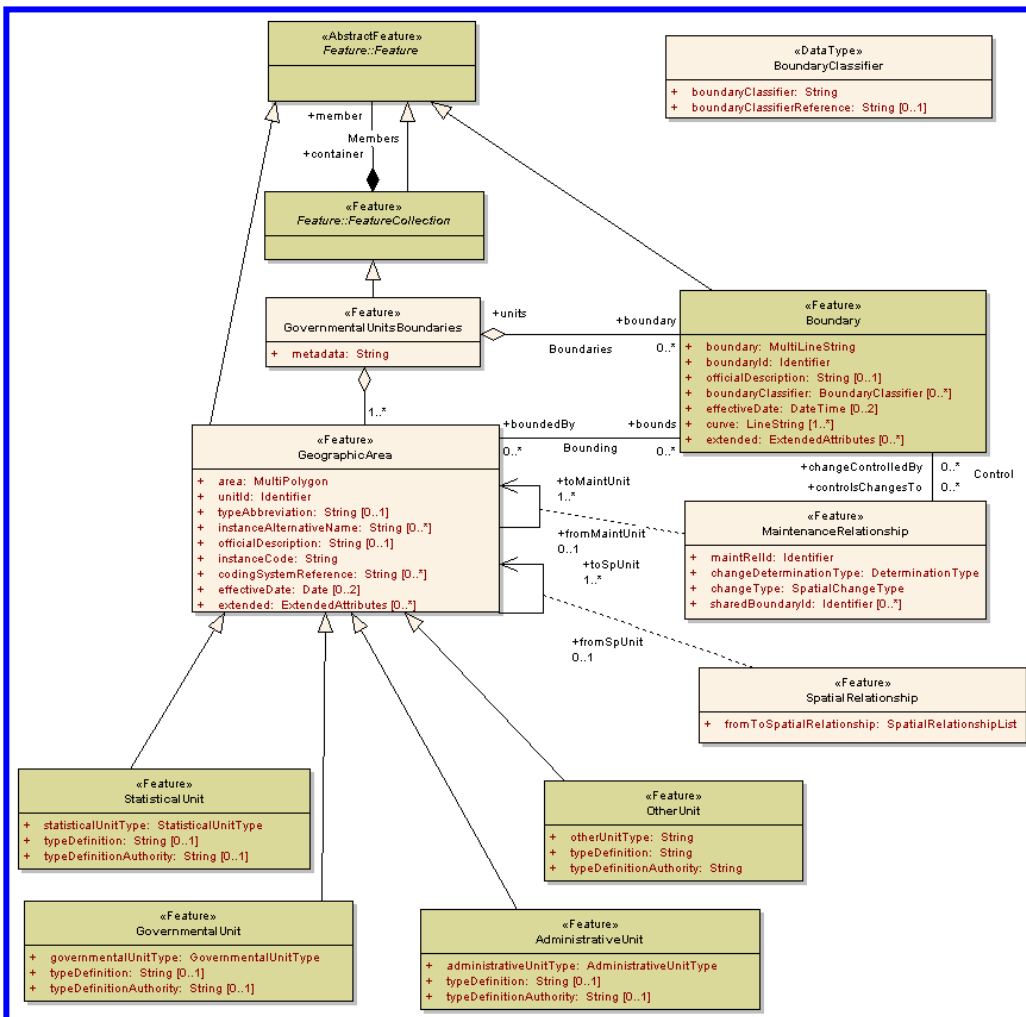 «AbstractFeature»
Feature::Feature
«DataType»
BoundaryClassifier
+ boundaryClassifier: String
+ boundaryClassifierReference: String [0..1]
+member
Members
+container
«Feature»
Feature::FeatureCollection
«Feature»
GovernmentalUnitsBoundaries
+ metadata: String
+units
+boundary
Boundaries
0..*
«Feature»
Boundary
+ boundary: MultiLineString
+ boundaryId: Identifier
+ officialDescription: String [0..1]
+ boundaryClassifier: BoundaryClassifier [0..*]
+ effectiveDate: DateTime [0..2]
+ curve: LineString [1..*]
+ extended: ExtendedAttributes [0..*]
1..*
+boundedBy
+bounds
0..*
Bounding
0..*
«Feature»
GeographicArea
+ area: MultiPolygon
+ unitId: Identifier
+ typeAbbreviation: String [0..1]
+ instanceAlternativeName: String [0..*]
+ officialDescription: String [0..1]
+ instanceCode: String
+ codingSystemReference: String [0..*]
+ effectiveDate: Date [0..2]
+ extended: ExtendedAttributes [0..*]
+changeControlledBy
0..*
Control
+controlsChangesTo
0..*
+toMaintUnit
1..*
+fromMaintUnit
0..1
+toSpUnit
1..*
«Feature»
MaintenanceRelationship
+ maintRelId: Identifier
+ changeDeterminationType: DeterminationType
+ changeType: SpatialChangeType
+ sharedBoundaryId: Identifier [0..*]
+fromSpUnit
0..1
«Feature»
SpatialRelationship
+ fromToSpatialRelationship: SpatialRelationshipList
«Feature»
StatisticalUnit
+ statisticalUnitType: StatisticalUnitType
+ typeDefinition: String [0..1]
+ typeDefinitionAuthority: String [0..1]
«Feature»
OtherUnit
+ otherUnitType: String
+ typeDefinition: String
+ typeDefinitionAuthority: String
«Feature»
GovernmentalUnit
+ governmentalUnitType: GovernmentalUnitType
+ typeDefinition: String [0..1]
+ typeDefinitionAuthority: String [0..1]
«Feature»
AdministrativeUnit
+ administrativeUnitType: AdministrativeUnitType
+ typeDefinition: String [0..1]
+ typeDefinitionAuthority: String [0..1]